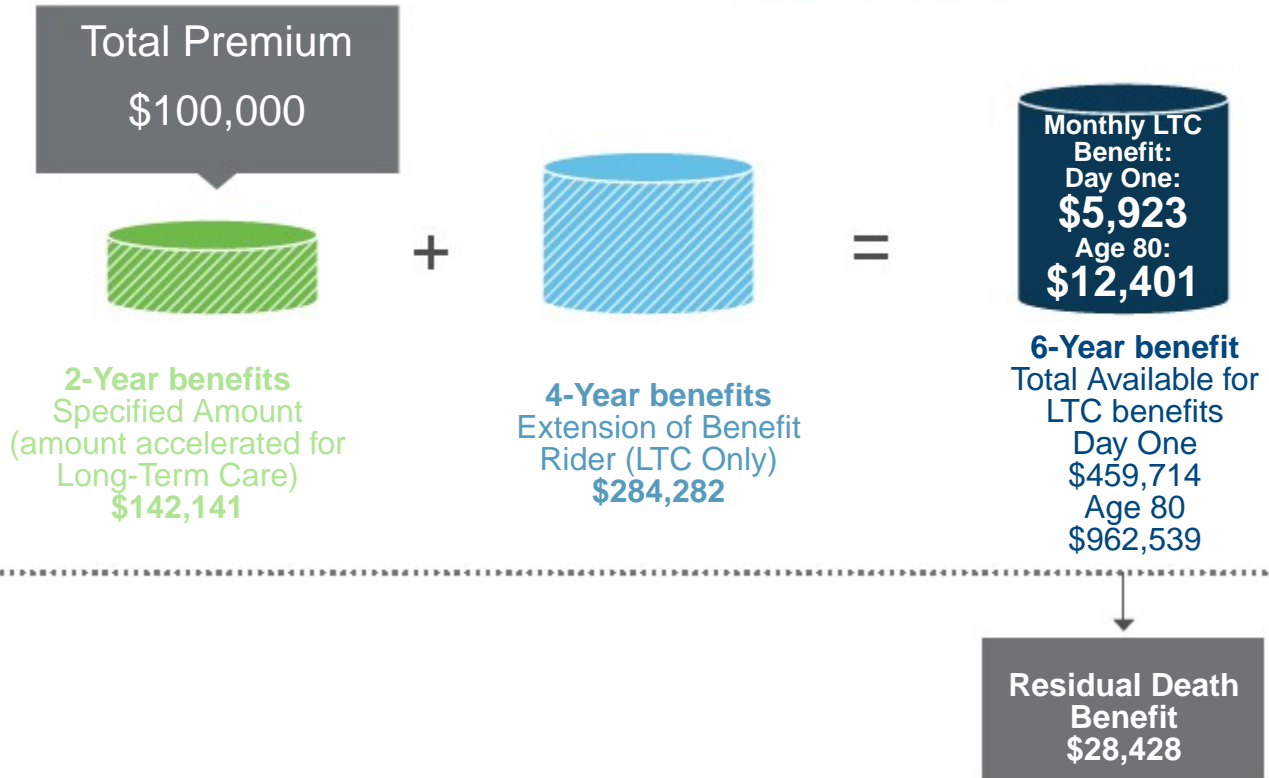 Total Premium
$100,000
+
=
Monthly LTC
Benefit:
Day One:
$5,923
Age 80:
$12,401
2-Year benefits
Specified Amount
(amount accelerated for
Long-Term Care)
$142,141
4-Year benefits
Extension of Benefit
Rider (LTC Only)
$284,282
6-Year benefit
Total Available for
LTC benefits
Day One
$459,714
Age 80
$962,539
Residual Death
Benefit
$28,428